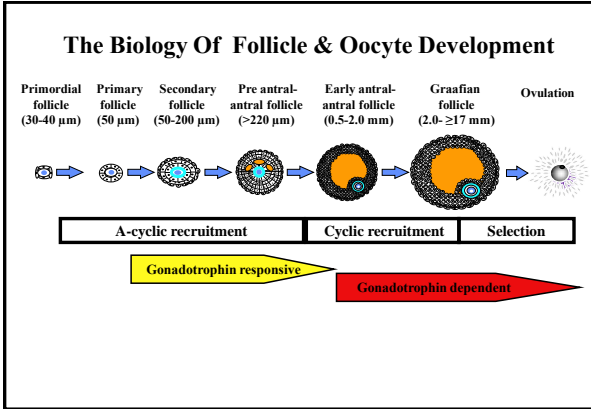 The Biology Of Follicle & Oocyte Development
Primordial
follicle
(30-40 µm)
Primary
follicle
(50 µm)
Secondary
follicle
(50-200 µm)
Pre antral-
antral follicle
(>220 µm)
Early antral-
antral follicle
(0.5-2.0 mm)
Graafian
follicle
(2.0- ≥17 mm)
Ovulation
A-cyclic recruitment
Cyclic recruitment
Selection
Gonadotrophin responsive
Gonadotrophin dependent